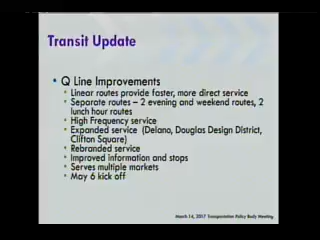 Transit Update
• Q Line Improvements
• Linear routes provide faster, more direct service
• Separate routes – 2 evening and weekend routes, 2
lunch hour routes
• High Frequency service
• Expanded service (Delano, Douglas Design District,
Clifton Square)
• Rebranded service
• Improved information and stops
• Serves multiple markets
• May 6 kick off
March 14, 2017 Transportation Policy Body Meeting